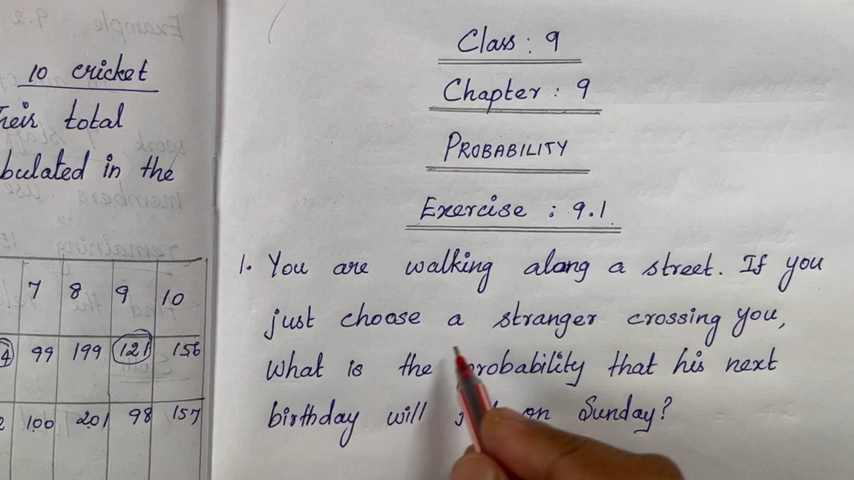 10 cricket
total
bulated in the
7 8 9 10
99 199 121 156
100 201 98 157
Class : 9
Chapter : 9
PROBABILITY
Exercise : 9.1
1. You are walking along a street. If you
just choose a stranger crossing you,
What is the probability that his next
birthday will on Sunday?